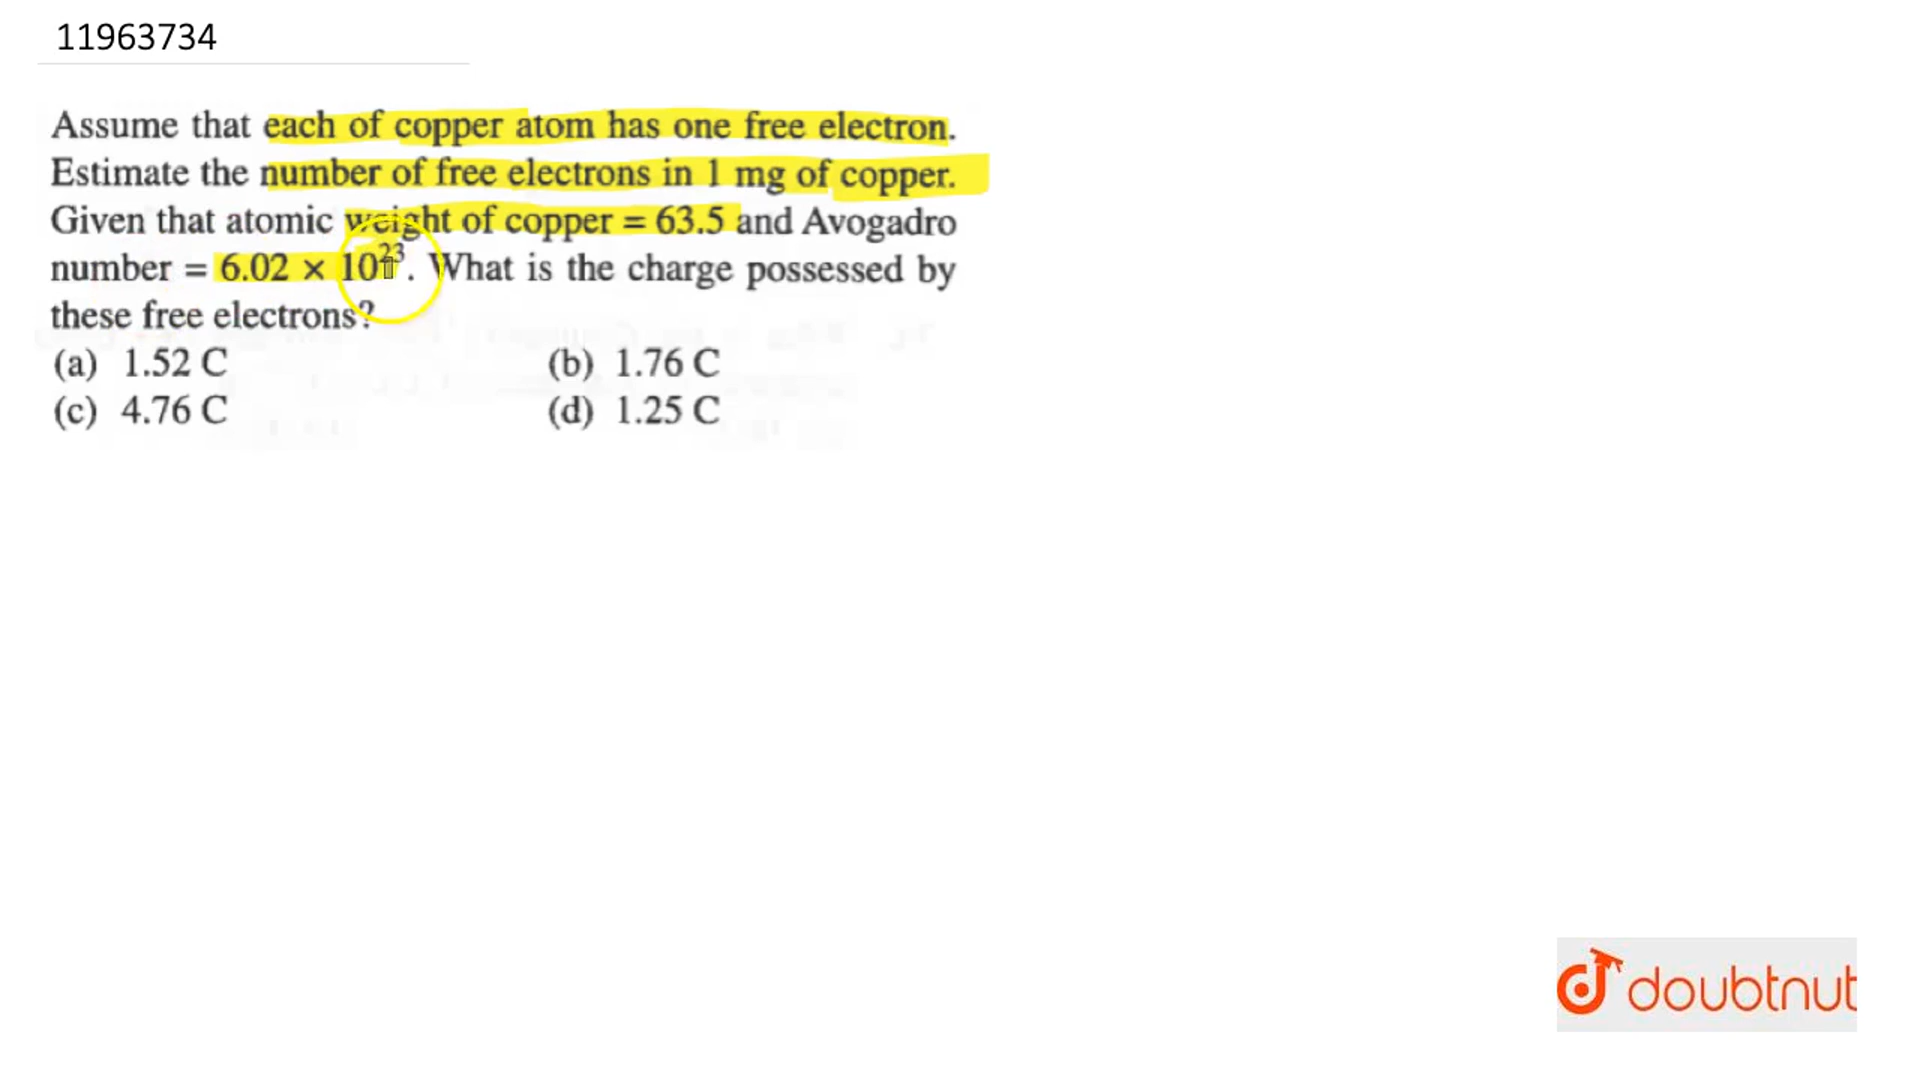 11963734
Assume that each of copper atom has one free electron.
Estimate the number of free electrons in 1 mg of copper.
Given that atomic weight of copper = 63.5 and Avogadro
number = 6.02 × 10²³. What is the charge possessed by
these free electrons?
(a) 1.52 C (b) 1.76 C
(c) 4.76 C (d) 1.25 C
doubtnut